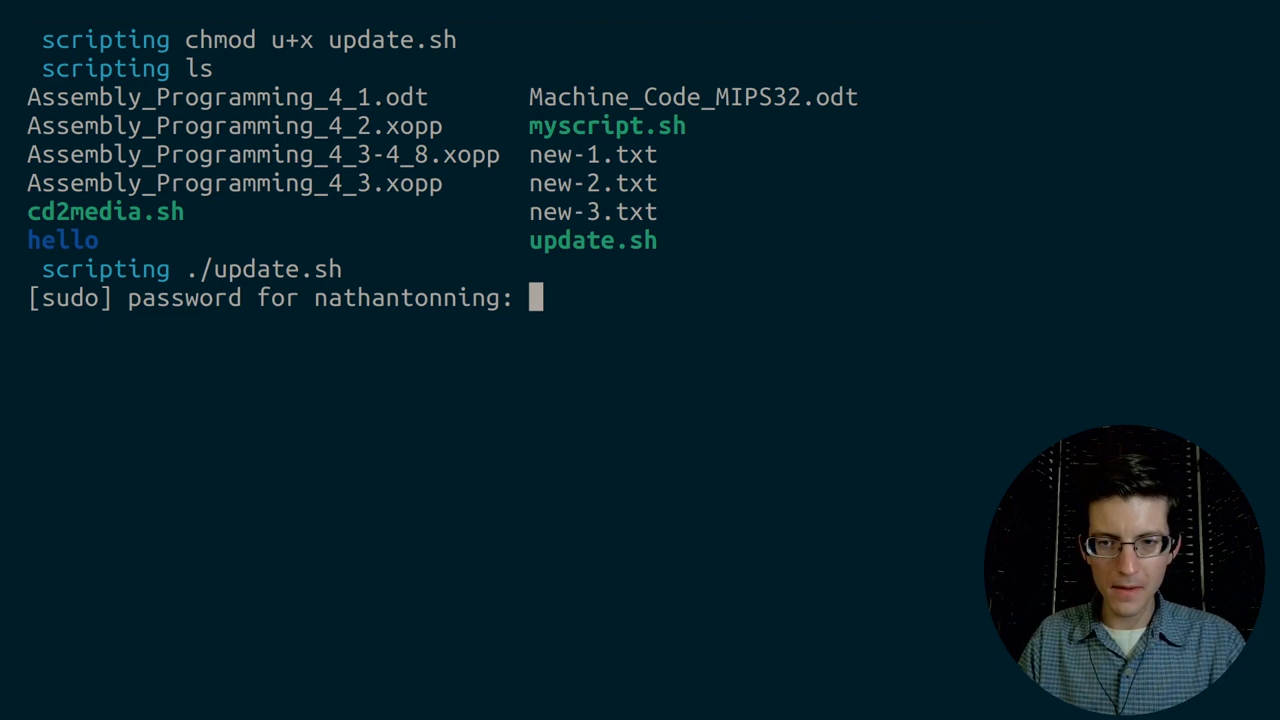 scripting chmod u+x update.sh
scripting ls
Assembly_Programming_4_1.odt Machine_Code_MIPS32.odt
Assembly_Programming_4_2.xopp myscript.sh
Assembly_Programming_4_3-4_8.xopp new-1.txt
Assembly_Programming_4_3.xopp new-2.txt
cd2media.sh new-3.txt
hello update.sh
scripting ./update.sh
[sudo] password for nathantonning: